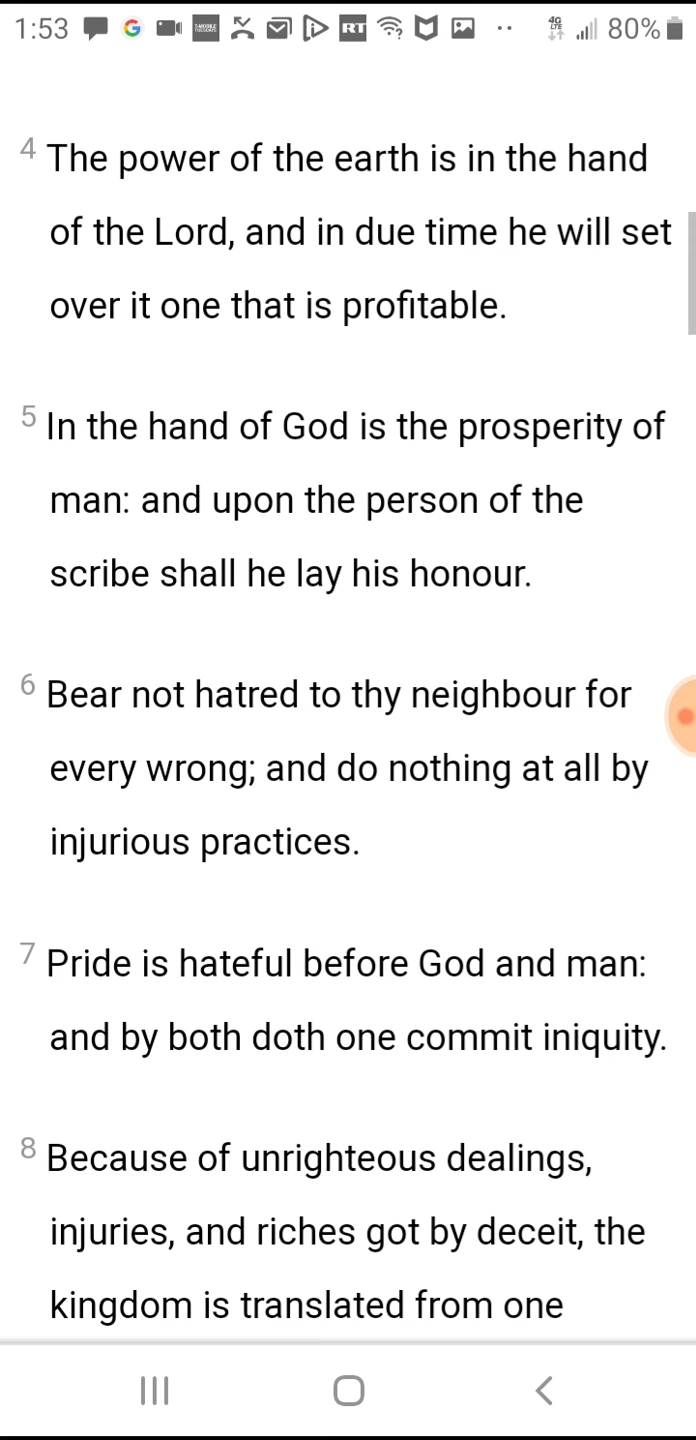 1:53
RT
4G
LTE
80%
4 The power of the earth is in the hand
of the Lord, and in due time he will set
over it one that is profitable.
5 In the hand of God is the prosperity of
man: and upon the person of the
scribe shall he lay his honour.
6 Bear not hatred to thy neighbour for
every wrong; and do nothing at all by
injurious practices.
7 Pride is hateful before God and man:
and by both doth one commit iniquity.
8 Because of unrighteous dealings,
injuries, and riches got by deceit, the
kingdom is translated from one